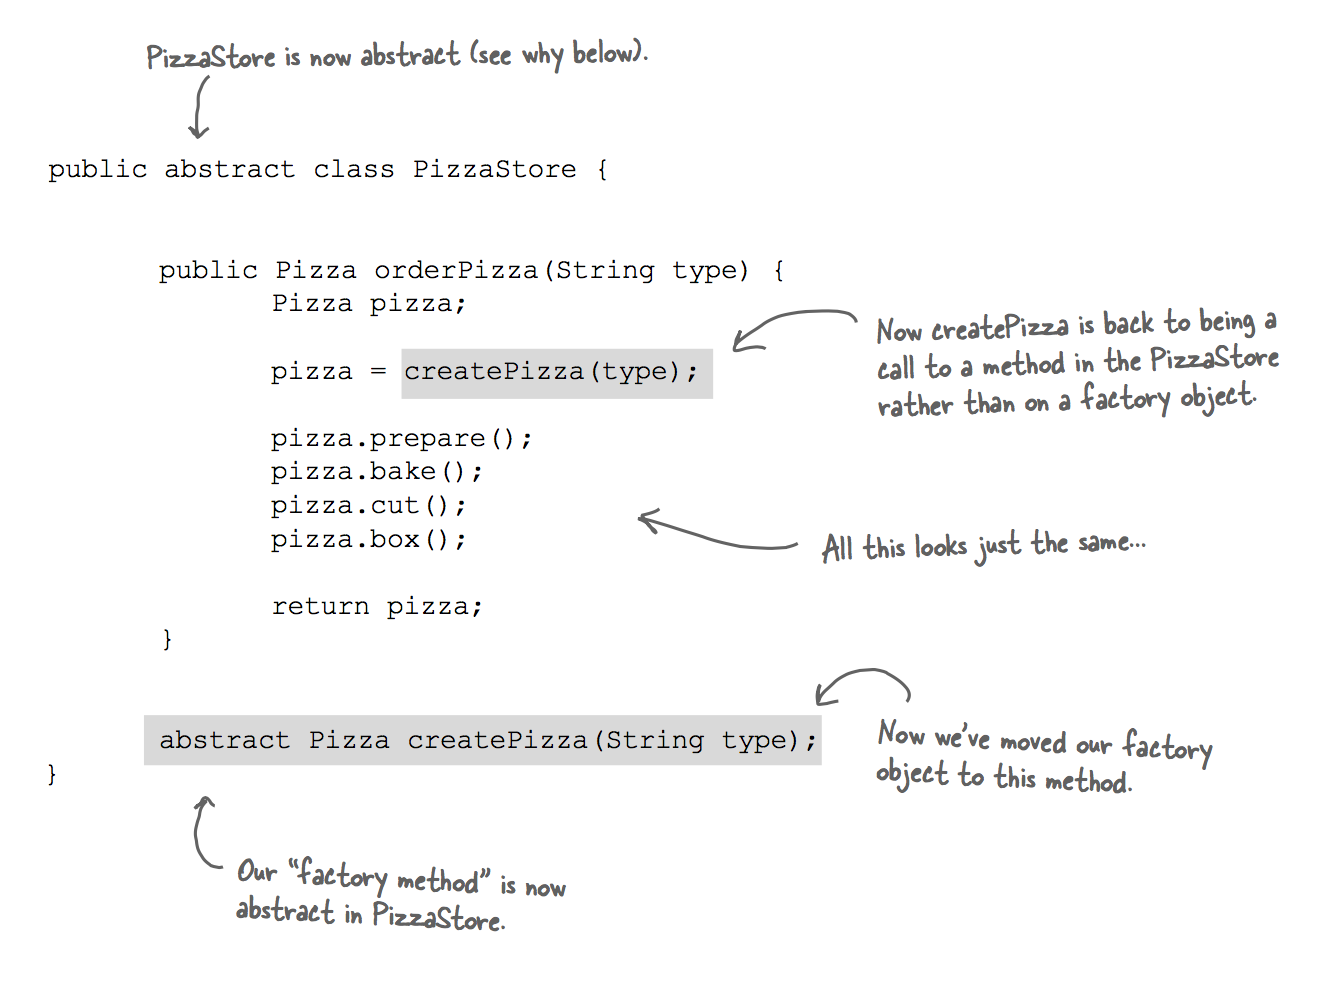 PizzaStore is now abstract (see why below).
public abstract class PizzaStore {
public Pizza orderPizza(String type) {
Pizza pizza;
pizza = createPizza(type);
Now createPizza is back to being a
call to a method in the PizzaStore
rather than on a factory object.
pizza.prepare();
pizza.bake();
pizza.cut();
pizza.box();
All this looks just the same...
return pizza;
}
abstract Pizza createPizza(String type);
Now we've moved our factory
object to this method.
}
Our "factory method" is now
abstract in PizzaStore.